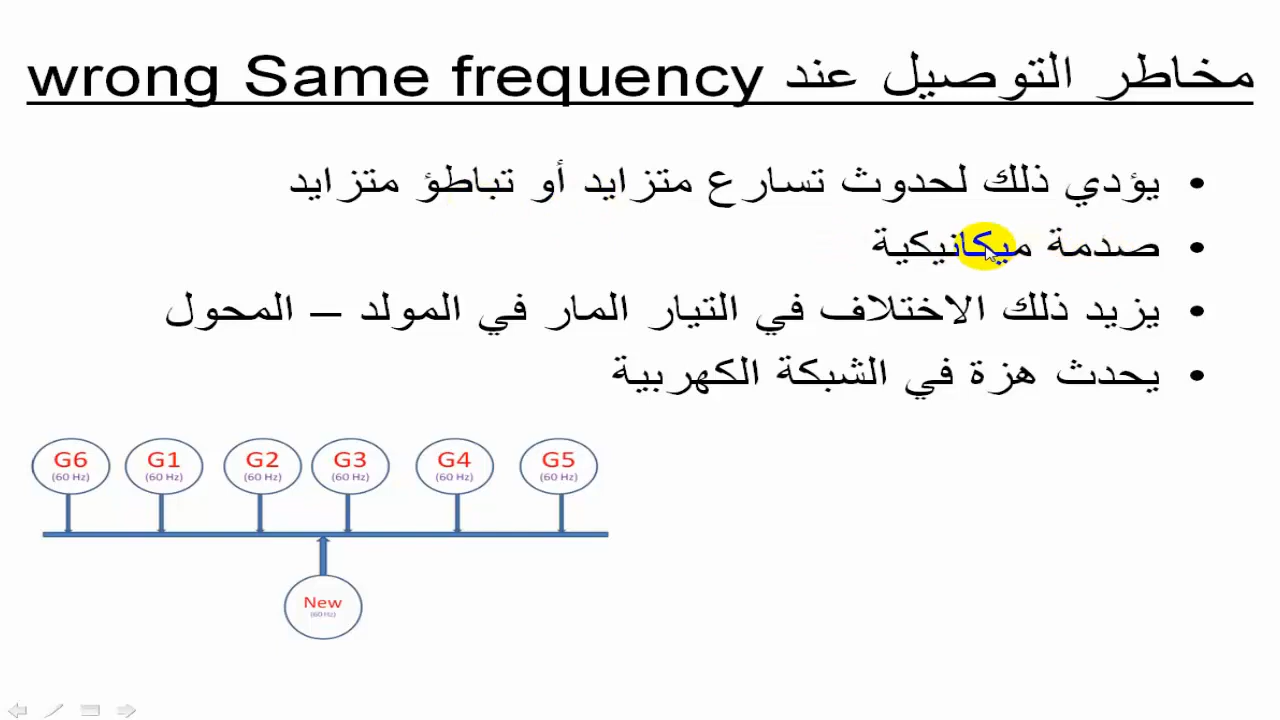 مخاطر التوصيل عند wrong Same frequency
• يؤدي ذلك لحدوث تسارع متزايد أو تباطؤ متزايد
• صدمة ميكانيكية
• يزيد ذلك الاختلاف في التيار المار في المولد – المحول
• يحدث هزة في الشبكة الكهربية
G6 G1 G2 G3 G4 G5
(60 Hz) (60 Hz) (60 Hz) (60 Hz) (60 Hz) (60 Hz)
New
(60 Hz)